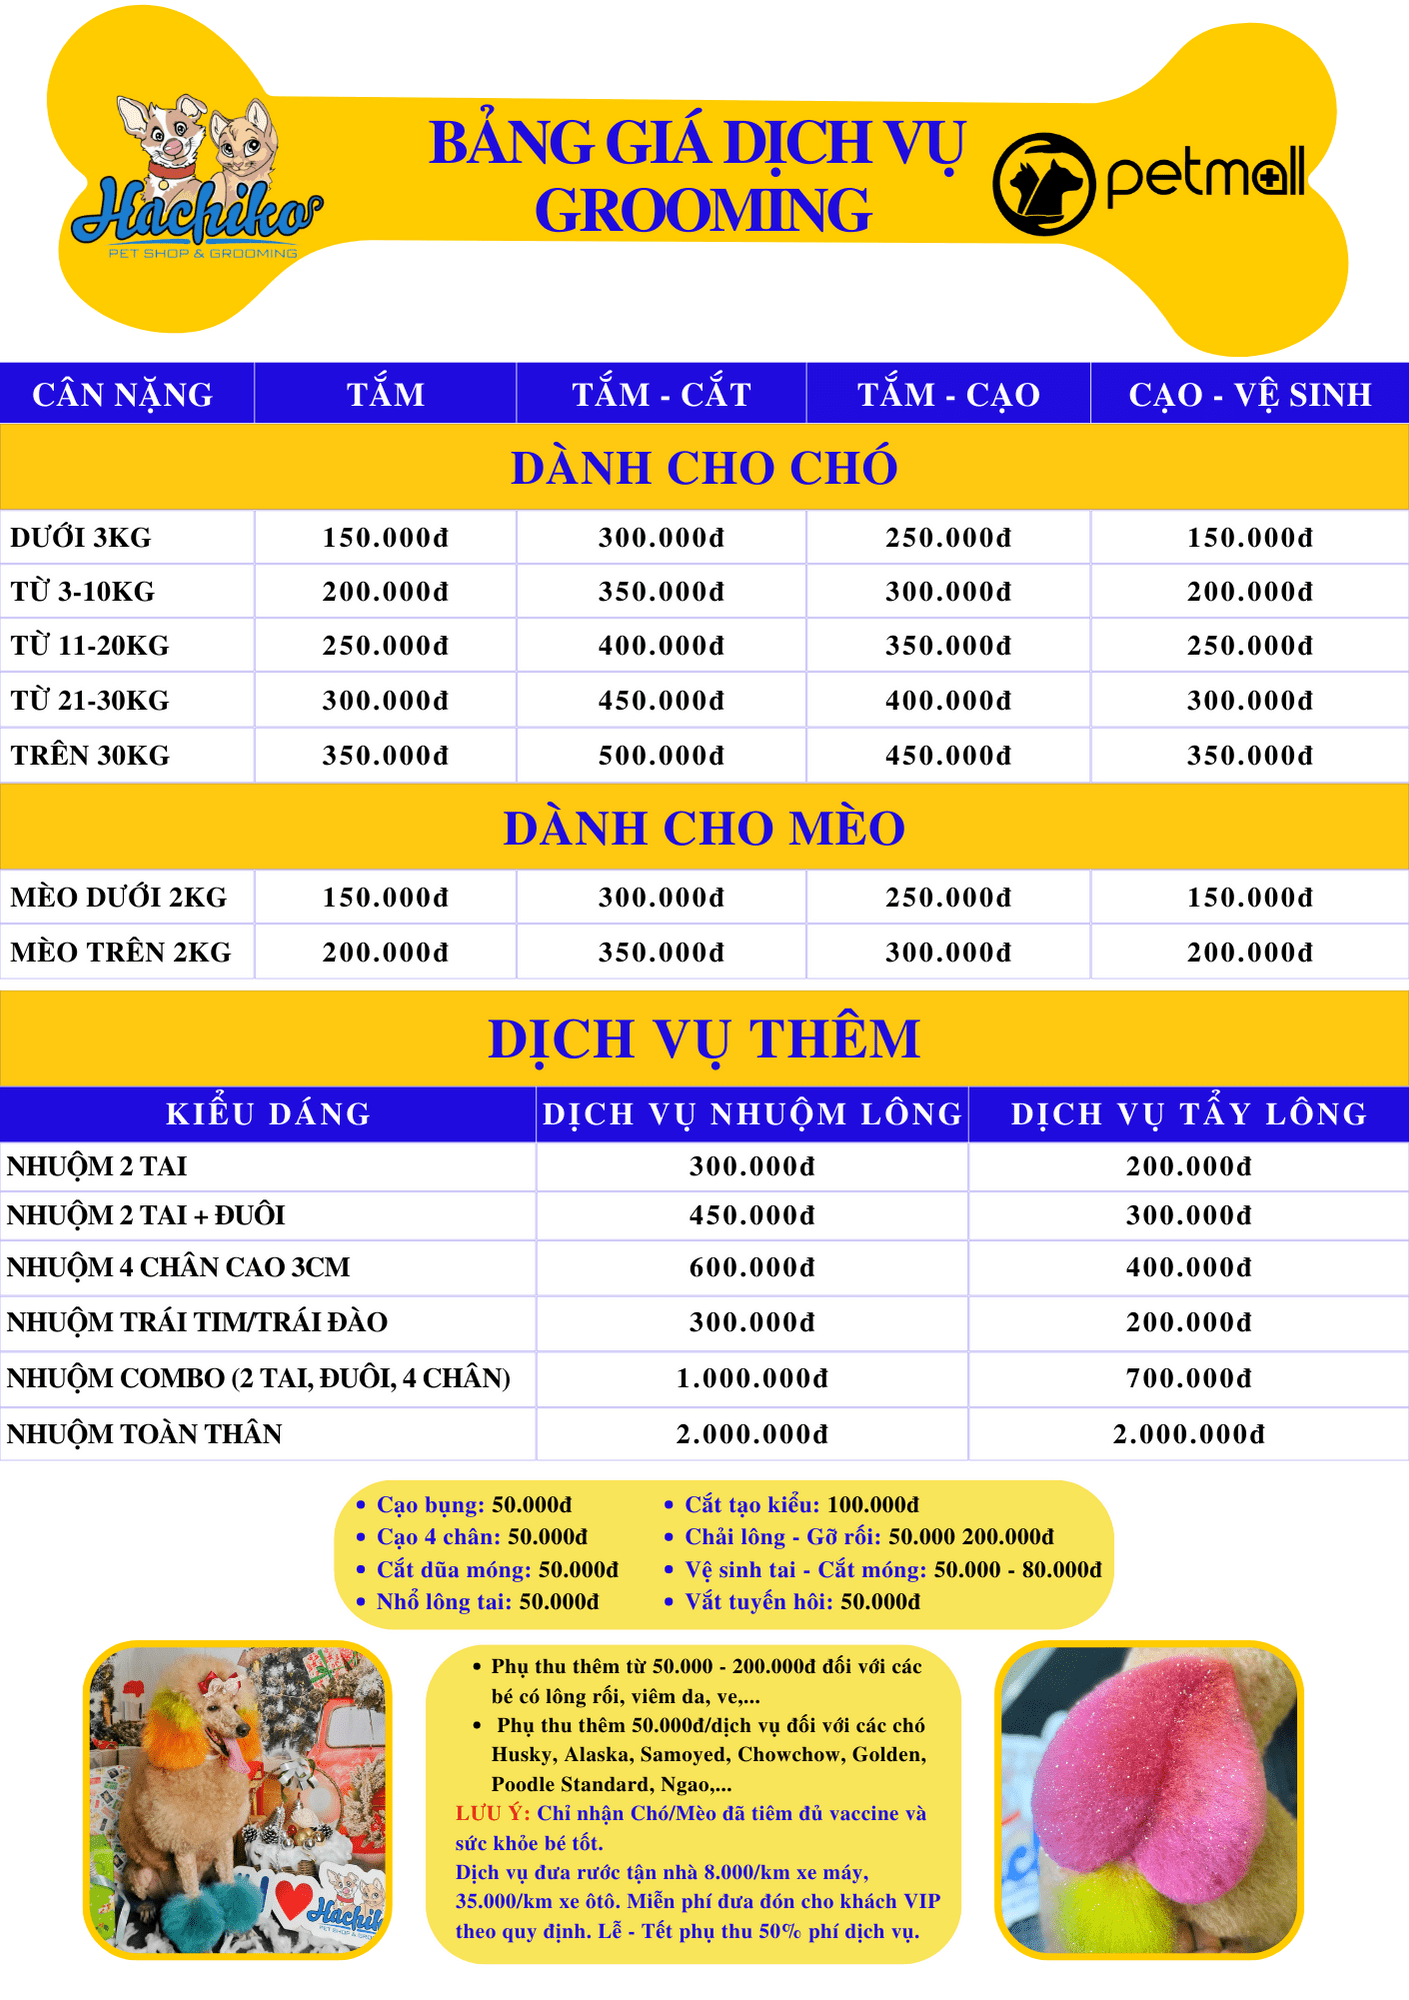 Hachiko
PET SHOP & GROOMING
BẢNG GIÁ DỊCH VỤ
GROOMING
petmall
CÂN NẶNG TẮM TẮM - CẮT TẮM - CẠO CẠO - VỆ SINH
DÀNH CHO CHÓ
DƯỚI 3KG 150.000đ 300.000đ 250.000đ 150.000đ
TỪ 3-10KG 200.000đ 350.000đ 300.000đ 200.000đ
TỪ 11-20KG 250.000đ 400.000đ 350.000đ 250.000đ
TỪ 21-30KG 300.000đ 450.000đ 400.000đ 300.000đ
TRÊN 30KG 350.000đ 500.000đ 450.000đ 350.000đ
DÀNH CHO MÈO
MÈO DƯỚI 2KG 150.000đ 300.000đ 250.000đ 150.000đ
MÈO TRÊN 2KG 200.000đ 350.000đ 300.000đ 200.000đ
DỊCH VỤ THÊM
KIỂU DÁNG DỊCH VỤ NHUỘM LÔNG DỊCH VỤ TẨY LÔNG
NHUỘM 2 TAI 300.000đ 200.000đ
NHUỘM 2 TAI + ĐUÔI 450.000đ 300.000đ
NHUỘM 4 CHÂN CAO 3CM 600.000đ 400.000đ
NHUỘM TRÁI TIM/TRÁI ĐÀO 300.000đ 200.000đ
NHUỘM COMBO (2 TAI, ĐUÔI, 4 CHÂN) 1.000.000đ 700.000đ
NHUỘM TOÀN THÂN 2.000.000đ 2.000.000đ
• Cạo bụng: 50.000đ
• Cạo 4 chân: 50.000đ
• Cắt dũa móng: 50.000đ
• Nhổ lông tai: 50.000đ
• Cắt tạo kiểu: 100.000đ
• Chải lông - Gỡ rối: 50.000 200.000đ
• Vệ sinh tai - Cắt móng: 50.000 - 80.000đ
• Vắt tuyến hôi: 50.000đ
• Phụ thu thêm từ 50.000 - 200.000đ đối với các
bé có lông rối, viêm da, ve,...
• Phụ thu thêm 50.000đ/dịch vụ đối với các chó
Husky, Alaska, Samoyed, Chowchow, Golden,
Poodle Standard, Ngao,...
LƯU Ý: Chỉ nhận Chó/Mèo đã tiêm đủ vaccine và
sức khỏe bé tốt.
Dịch vụ đưa rước tận nhà 8.000/km xe máy,
35.000/km xe ôtô. Miễn phí đưa đón cho khách VIP
theo quy định. Lễ - Tết phụ thu 50% phí dịch vụ.
Hachik